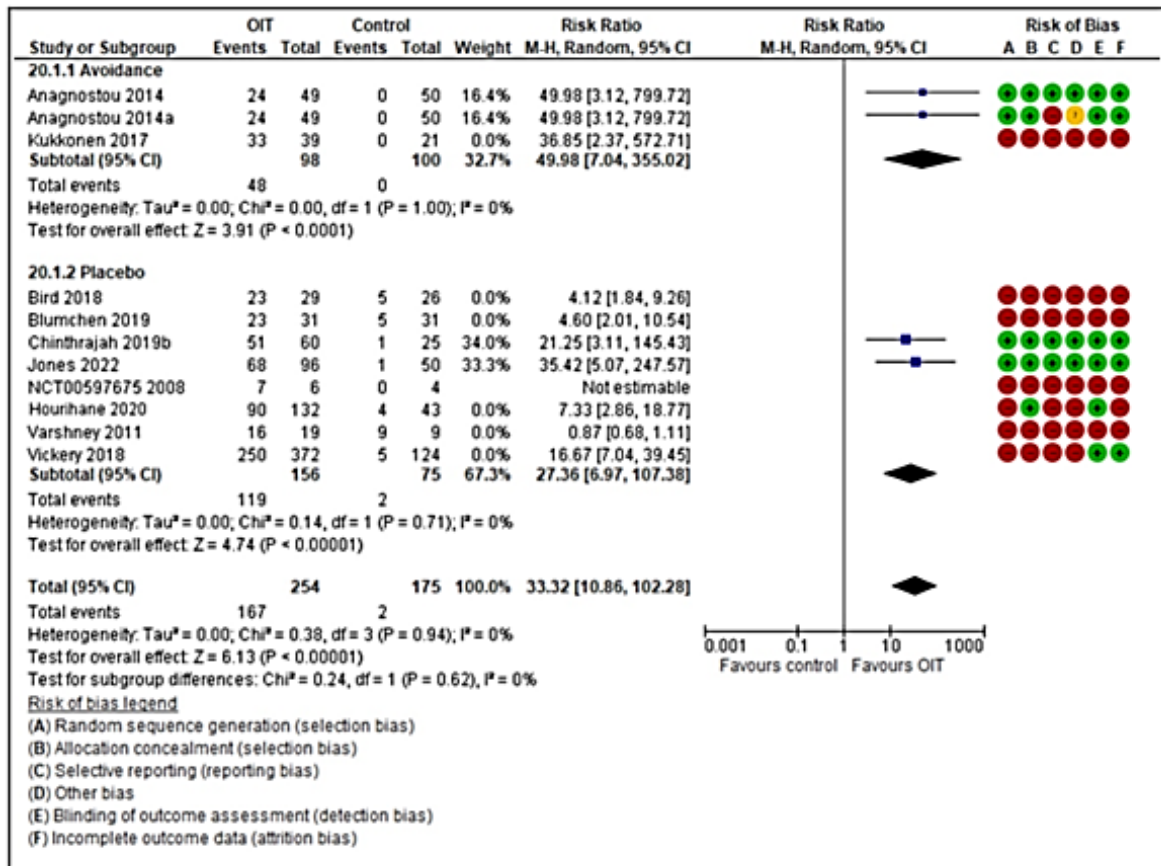 OIT Control Risk Ratio Risk Ratio Risk of Bias
Study or Subgroup Events Total Events Total Weight M-H, Random, 95% CI M-H, Random, 95% CI A B C D E F
20.1.1 Avoidance
Anagnostou 2014 24 49 0 50 16.4% 49.98 [3.12, 799.72]
Anagnostou 2014a 24 49 0 50 16.4% 49.98 [3.12, 799.72] ?
Kukkonen 2017 33 39 0 21 0.0% 36.85 [2.37, 572.71]
Subtotal (95% CI) 98 100 32.7% 49.98 [7.04, 355.02]
Total events 48 0
Heterogeneity: Tau² = 0.00; Chi² = 0.00, df = 1 (P = 1.00); I² = 0%
Test for overall effect: Z = 3.91 (P < 0.0001)
20.1.2 Placebo
Bird 2018 23 29 5 26 0.0% 4.12 [1.84, 9.26]
Blumchen 2019 23 31 5 31 0.0% 4.60 [2.01, 10.54]
Chinthrajah 2019b 51 60 1 25 34.0% 21.25 [3.11, 145.43]
Jones 2022 68 96 1 50 33.3% 35.42 [5.07, 247.57]
NCT00597675 2008 7 6 0 4 Not estimable
Hourihane 2020 90 132 4 43 0.0% 7.33 [2.86, 18.77]
Varshney 2011 16 19 9 9 0.0% 0.87 [0.68, 1.11]
Vickery 2018 250 372 5 124 0.0% 16.67 [7.04, 39.45]
Subtotal (95% CI) 156 75 67.3% 27.36 [6.97, 107.38]
Total events 119 2
Heterogeneity: Tau² = 0.00; Chi² = 0.14, df = 1 (P = 0.71); I² = 0%
Test for overall effect: Z = 4.74 (P < 0.00001)
Total (95% CI) 254 175 100.0% 33.32 [10.86, 102.28]
Total events 167 2
Heterogeneity: Tau² = 0.00; Chi² = 0.38, df = 3 (P = 0.94); I² = 0%
Test for overall effect: Z = 6.13 (P < 0.00001)
Test for subgroup differences: Chi² = 0.24, df = 1 (P = 0.62), I² = 0%
0.001 0.1 1 10 1000
Favours control Favours OIT
Risk of bias legend
(A) Random sequence generation (selection bias)
(B) Allocation concealment (selection bias)
(C) Selective reporting (reporting bias)
(D) Other bias
(E) Blinding of outcome assessment (detection bias)
(F) Incomplete outcome data (attrition bias)